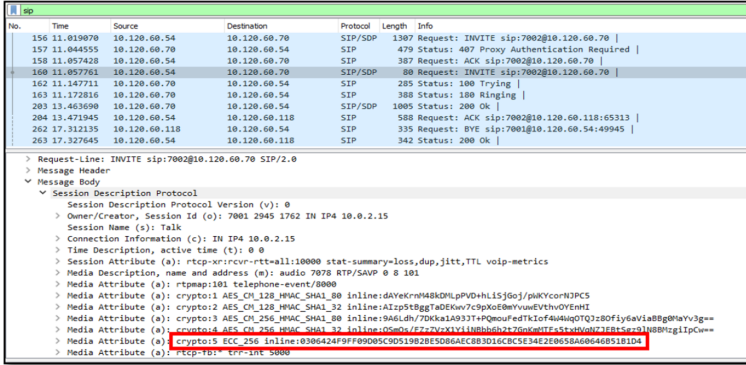 sip
No. Time Source Destination Protocol Length Info
156 11.019070 10.120.60.54 10.120.60.70 SIP/SDP 1307 Request: INVITE sip:7002@10.120.60.70 |
157 11.044555 10.120.60.70 10.120.60.54 SIP 479 Status: 407 Proxy Authentication Required |
158 11.057428 10.120.60.54 10.120.60.70 SIP 387 Request: ACK sip:7002@10.120.60.70 |
160 11.057761 10.120.60.54 10.120.60.70 SIP/SDP 80 Request: INVITE sip:7002@10.120.60.70 |
162 11.147711 10.120.60.70 10.120.60.54 SIP 285 Status: 100 Trying |
163 11.172816 10.120.60.70 10.120.60.54 SIP 388 Status: 180 Ringing |
203 13.463690 10.120.60.70 10.120.60.54 SIP/SDP 1005 Status: 200 Ok |
204 13.471945 10.120.60.54 10.120.60.118 SIP 588 Request: ACK sip:7002@10.120.60.118:65313 |
262 17.312135 10.120.60.118 10.120.60.54 SIP 335 Request: BYE sip:7001@10.120.60.54:49945 |
263 17.327645 10.120.60.54 10.120.60.118 SIP 342 Status: 200 Ok |
Request-Line: INVITE sip:7002@10.120.60.70 SIP/2.0
Message Header
Message Body
Session Description Protocol
Session Description Protocol Version (v): 0
Owner/Creator, Session Id (o): 7001 2945 1762 IN IP4 10.0.2.15
Session Name (s): Talk
Connection Information (c): IN IP4 10.0.2.15
Time Description, active time (t): 0 0
Session Attribute (a): rtcp-xr:rcvr-rtt=all:10000 stat-summary=loss,dup,jitt,TTL voip-metrics
Media Description, name and address (m): audio 7078 RTP/SAVP 0 8 101
Media Attribute (a): rtpmap:101 telephone-event/8000
Media Attribute (a): crypto:1 AES_CM_128_HMAC_SHA1_80 inline:dAYeKrnM48kDMLpPVD+hLiSjGoj/pWKYcorNJPC5
Media Attribute (a): crypto:2 AES_CM_128_HMAC_SHA1_32 inline:AIzp5tBggTaDEKwv7c9pXoE0mYvuwEVthvOYEnHI
Media Attribute (a): crypto:3 AES_CM_256_HMAC_SHA1_80 inline:9A6Ldh/7DKka1A93JT+PQmouFedTkIof4W4WqOTQJz8Ofiy6aViaBBg0MaYv3g==
Media Attribute (a): crypto:4 AES_CM_256_HMAC_SHA1_32
Media Attribute (a): crypto:5 ECC_256 inline:0306424F9FF09D05C9D519B2BE5D86AEC8B3D16CBC5E34E2E0658A60646B51B1D4
Media Attribute (a): rtcp-fb:* trr-int 5000